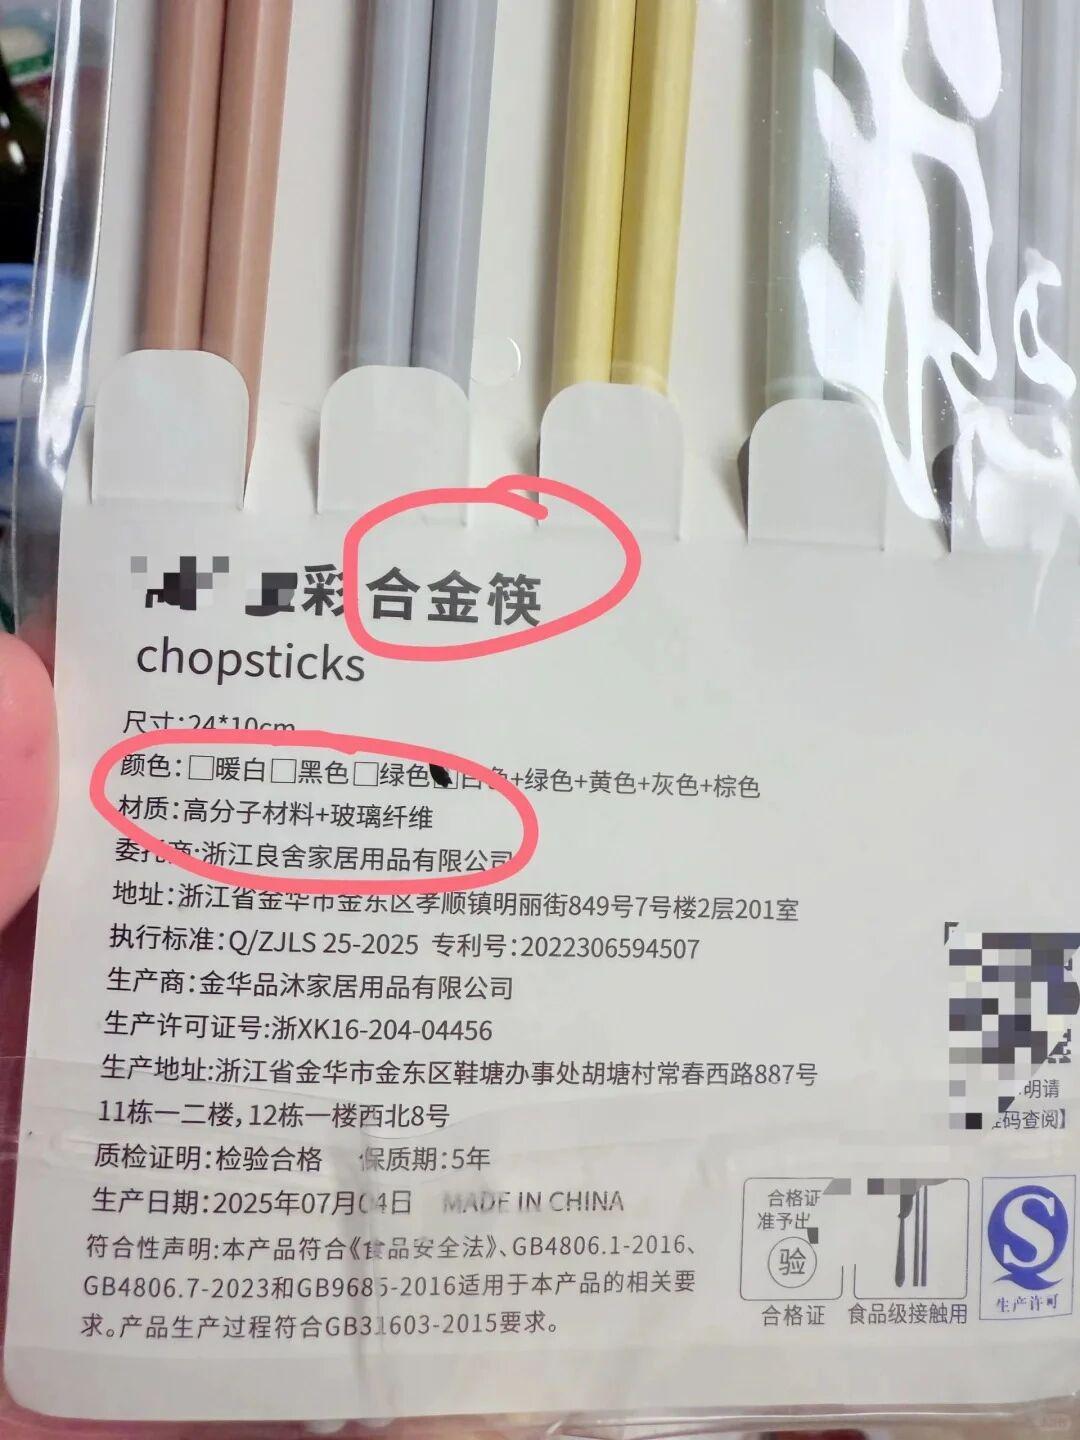 彩合金筷
chopsticks
尺寸:24*10cm
颜色:□暖白□黑色□绿色 白色+绿色+黄色+灰色+棕色
材质:高分子材料+玻璃纤维
委托商:浙江良舍家居用品有限公司
地址:浙江省金华市金东区孝顺镇明丽街849号7号楼2层201室
执行标准:Q/ZJLS 25-2025 专利号:2022306594507
生产商:金华品沐家居用品有限公司
生产许可证号:浙XK16-204-04456
生产地址:浙江省金华市金东区鞋塘办事处胡塘村常春西路887号
11栋一二楼,12栋一楼西北8号
质检证明:检验合格 保质期:5年
生产日期:2025年07月04日 MADE IN CHINA
符合性声明:本产品符合《食品安全法》、GB4806.1-2016、
GB4806.7-2023和GB9685-2016适用于本产品的相关要
求。产品生产过程符合GB31603-2015要求。
明请
码查阅】
合格证
准予出
验
合格证
食品级接触用
生产许可